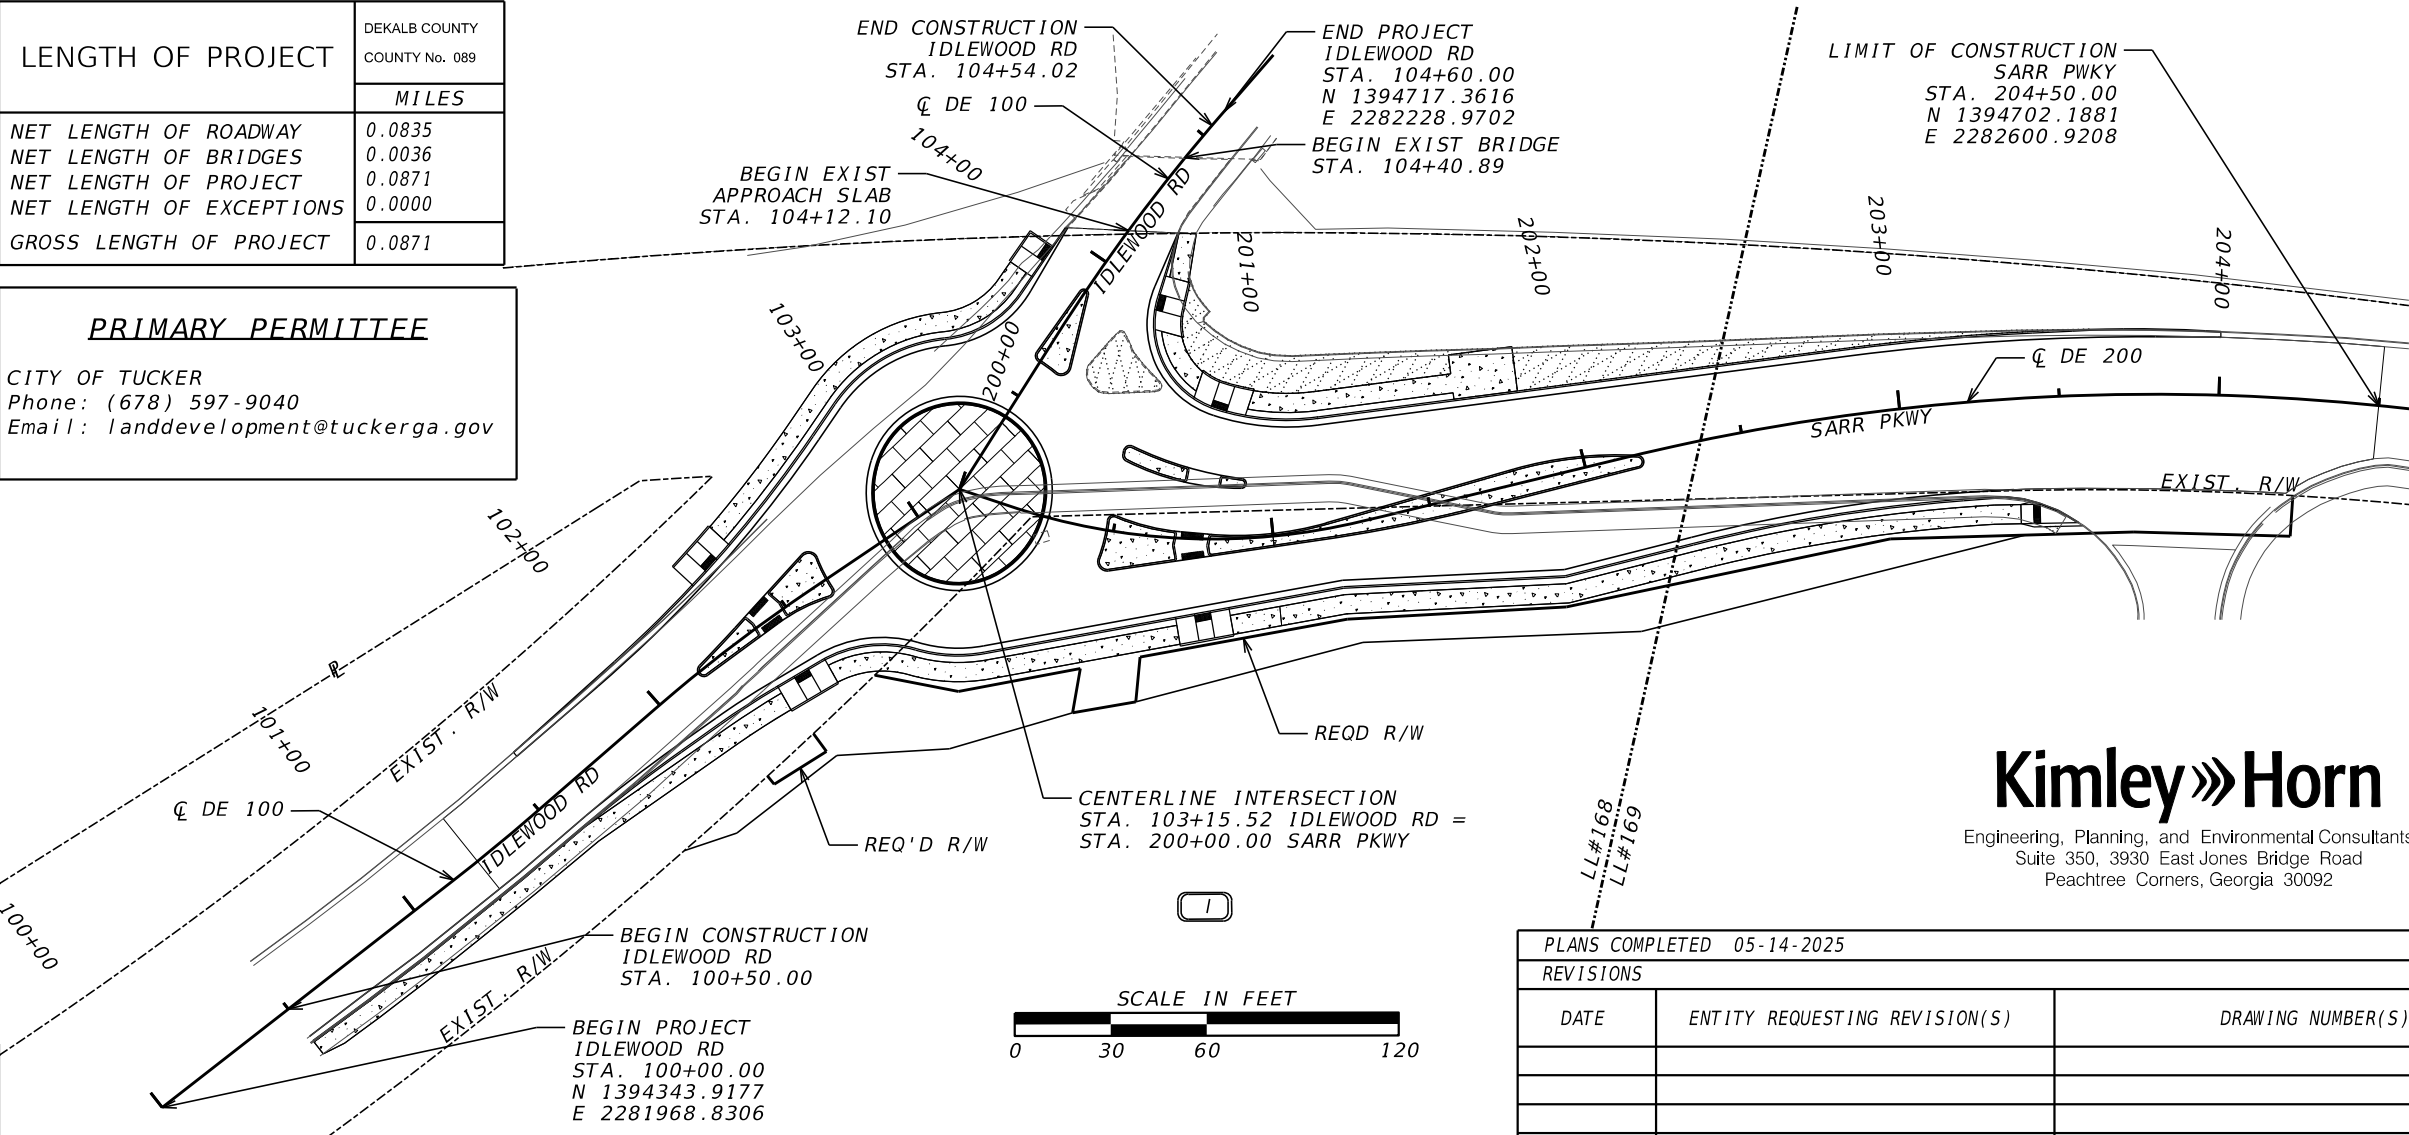 LENGTH OF PROJECT
DEKALB COUNTY
COUNTY No. 089
MILES
NET LENGTH OF ROADWAY 0.0835
NET LENGTH OF BRIDGES 0.0036
NET LENGTH OF PROJECT 0.0871
NET LENGTH OF EXCEPTIONS 0.0000
GROSS LENGTH OF PROJECT 0.0871
PRIMARY PERMITTEE
CITY OF TUCKER
Phone: (678) 597-9040
Email: landdevelopment@tuckerga.gov
END CONSTRUCTION
IDLEWOOD RD
STA. 104+54.02
℄ DE 100
104+00
BEGIN EXIST
APPROACH SLAB
STA. 104+12.10
END PROJECT
IDLEWOOD RD
STA. 104+60.00
N 1394717.3616
E 2282228.9702
BEGIN EXIST BRIDGE
STA. 104+40.89
LIMIT OF CONSTRUCTION
SARR PWKY
STA. 204+50.00
N 1394702.1881
E 2282600.9208
IDLEWOOD RD
201+00
202+00
203+00
204+00
103+00
200+00
℄ DE 200
SARR PKWY
EXIST. R/W
102+00
℄ DE 100
101+00
EXIST. R/W
IDLEWOOD RD
100+00
REQD R/W
CENTERLINE INTERSECTION
STA. 103+15.52 IDLEWOOD RD =
STA. 200+00.00 SARR PKWY
REQ'D R/W
LL#168
LL#169
1
BEGIN CONSTRUCTION
IDLEWOOD RD
STA. 100+50.00
EXIST. R/W
BEGIN PROJECT
IDLEWOOD RD
STA. 100+00.00
N 1394343.9177
E 2281968.8306
SCALE IN FEET
0 30 60 120
Kimley»Horn
Engineering, Planning, and Environmental Consultants
Suite 350, 3930 East Jones Bridge Road
Peachtree Corners, Georgia 30092
PLANS COMPLETED 05-14-2025
REVISIONS
DATE ENTITY REQUESTING REVISION(S) DRAWING NUMBER(S)